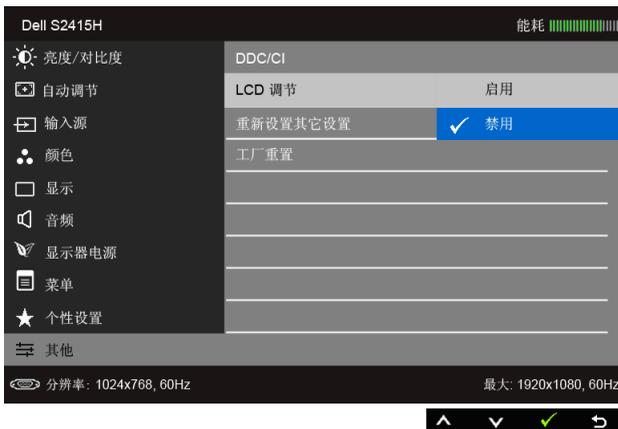 Dell S2415H 能耗
亮度/对比度 DDC/CI
自动调节 LCD 调节 启用
输入源 重新设置其它设置 禁用
颜色 工厂重置
显示
音频
显示器电源
菜单
个性设置
其他
分辨率: 1024x768, 60Hz 最大: 1920x1080, 60Hz